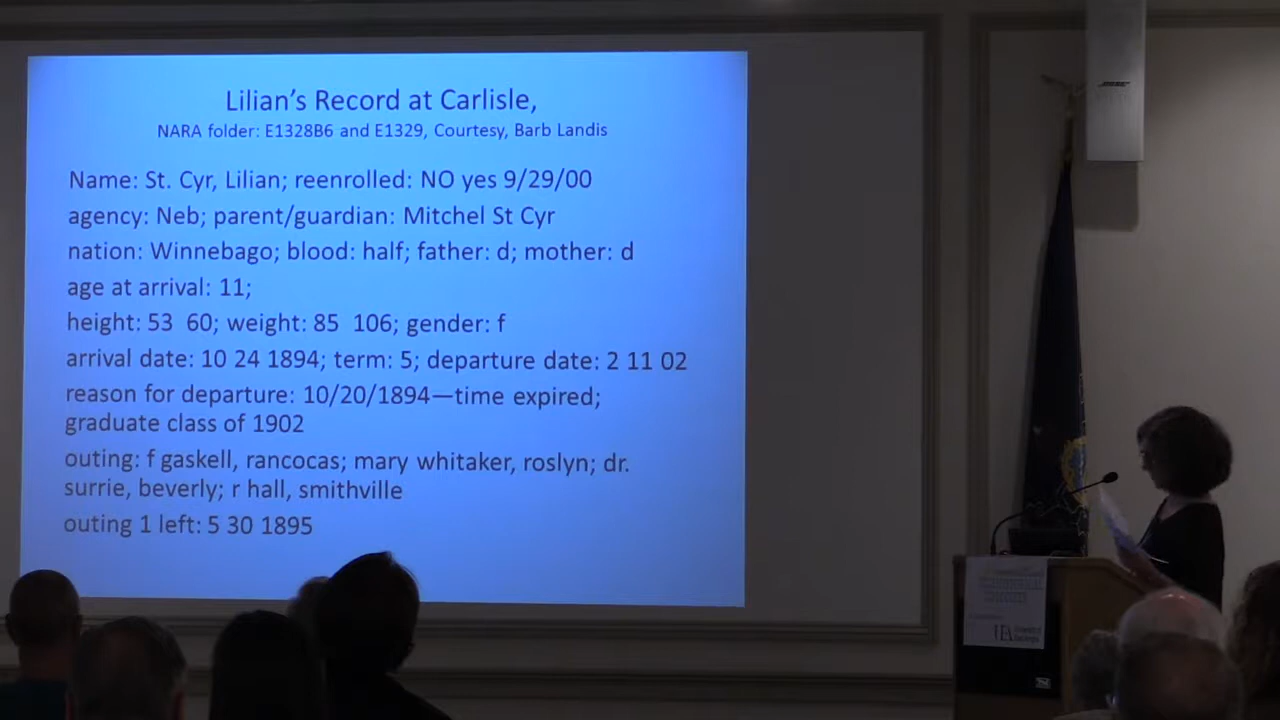 Lilian’s Record at Carlisle,
NARA folder: E1328B6 and E1329, Courtesy, Barb Landis
Name: St. Cyr, Lilian; reenrolled: NO yes 9/29/00
agency: Neb; parent/guardian: Mitchel St Cyr
nation: Winnebago; blood: half; father: d; mother: d
age at arrival: 11;
height: 53 60; weight: 85 106; gender: f
arrival date: 10 24 1894; term: 5; departure date: 2 11 02
reason for departure: 10/20/1894—time expired;
graduate class of 1902
outing: f gaskell, rancocas; mary whitaker, roslyn; dr.
surrie, beverly; r hall, smithville
outing 1 left: 5 30 1895
BOSE